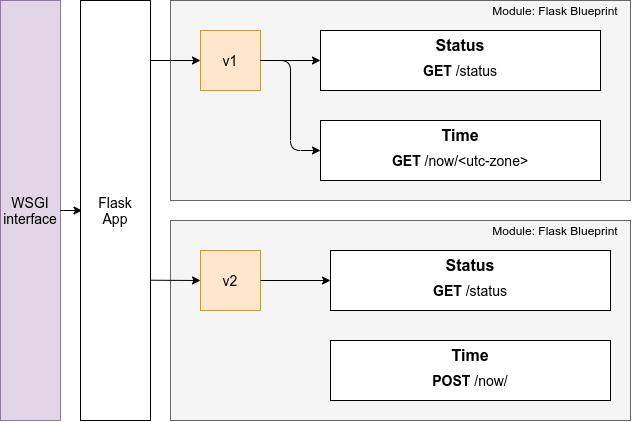 WSGI
interface
Flask
App
Module: Flask Blueprint
v1
Status
GET /status
Time
GET /now/<utc-zone>
Module: Flask Blueprint
v2
Status
GET /status
Time
POST /now/